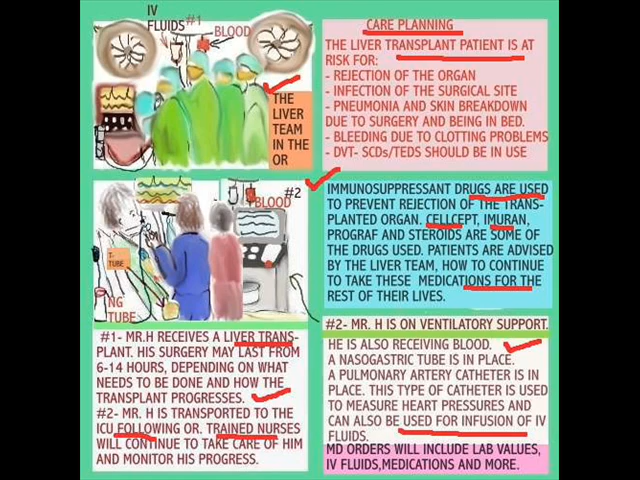 IV
FLUIDS #1
BLOOD
THE
LIVER
TEAM
IN THE
OR
CARE PLANNING
THE LIVER TRANSPLANT PATIENT IS AT
RISK FOR:
- REJECTION OF THE ORGAN
- INFECTION OF THE SURGICAL SITE
- PNEUMONIA AND SKIN BREAKDOWN
DUE TO SURGERY AND BEING IN BED.
- BLEEDING DUE TO CLOTTING PROBLEMS
- DVT- SCDs/TEDS SHOULD BE IN USE
#2
BLOOD
T-
TUBE
NG
TUBE
IMMUNOSUPPRESSANT DRUGS ARE USED
TO PREVENT REJECTION OF THE TRANS-
PLANTED ORGAN. CELLCEPT, IMURAN,
PROGRAF AND STEROIDS ARE SOME OF
THE DRUGS USED. PATIENTS ARE ADVISED
BY THE LIVER TEAM, HOW TO CONTINUE
TO TAKE THESE MEDICATIONS FOR THE
REST OF THEIR LIVES.
#1- MR.H RECEIVES A LIVER TRANS-
PLANT. HIS SURGERY MAY LAST FROM
6-14 HOURS, DEPENDING ON WHAT
NEEDS TO BE DONE AND HOW THE
TRANSPLANT PROGRESSES.
#2- MR. H IS TRANSPORTED TO THE
ICU FOLLOWING OR. TRAINED NURSES
WILL CONTINUE TO TAKE CARE OF HIM
AND MONITOR HIS PROGRESS.
#2- MR. H IS ON VENTILATORY SUPPORT.
HE IS ALSO RECEIVING BLOOD.
A NASOGASTRIC TUBE IS IN PLACE.
A PULMONARY ARTERY CATHETER IS IN
PLACE. THIS TYPE OF CATHETER IS USED
TO MEASURE HEART PRESSURES AND
CAN ALSO BE USED FOR INFUSION OF IV
FLUIDS.
MD ORDERS WILL INCLUDE LAB VALUES,
IV FLUIDS,MEDICATIONS AND MORE.